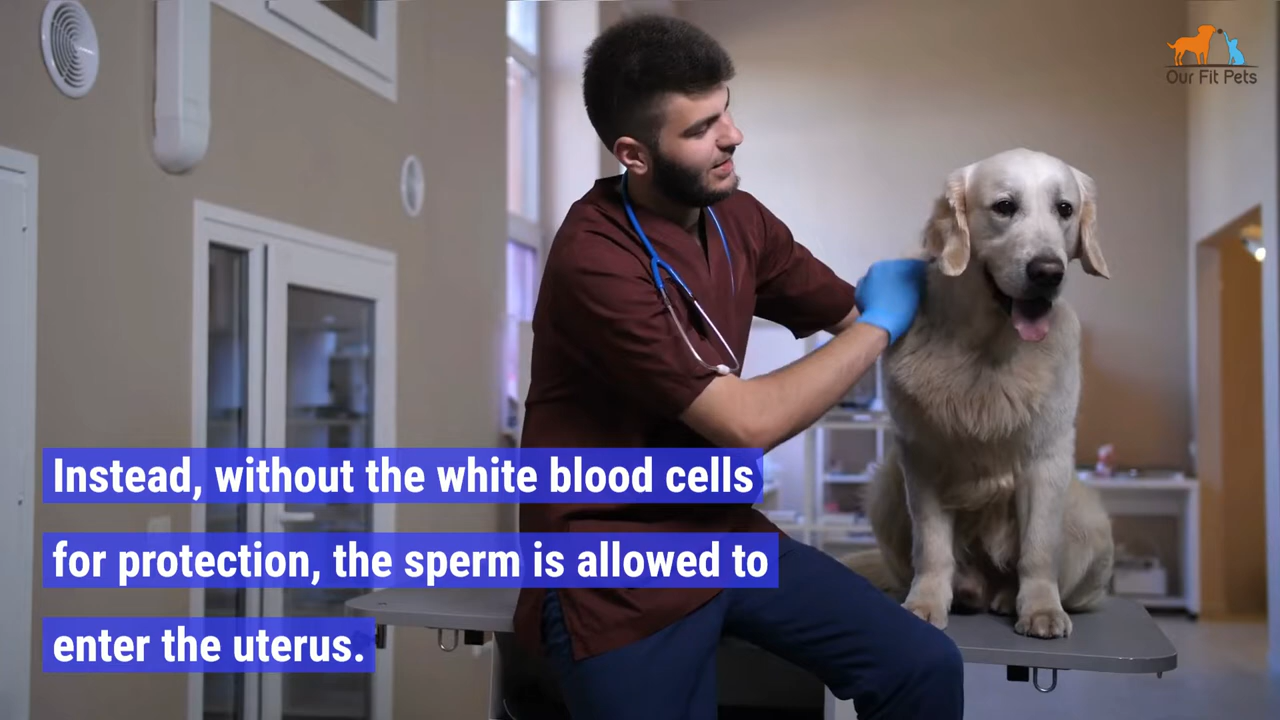 Our Fit Pets
Instead, without the white blood cells
for protection, the sperm is allowed to
enter the uterus.